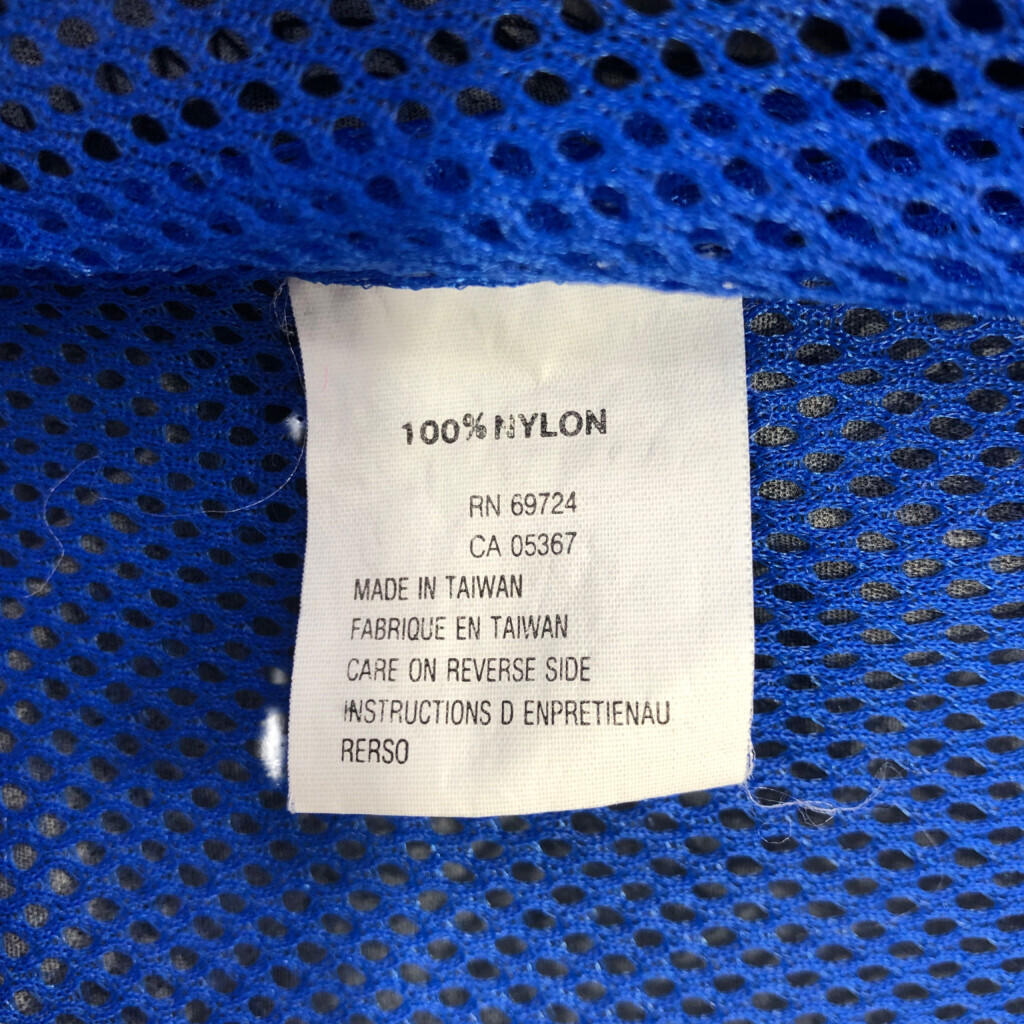 100% NYLON
RN 69724
CA 05367
MADE IN TAIWAN
FABRIQUE EN TAIWAN
CARE ON REVERSE SIDE
INSTRUCTIONS D ENPRETIENAU
RERSO